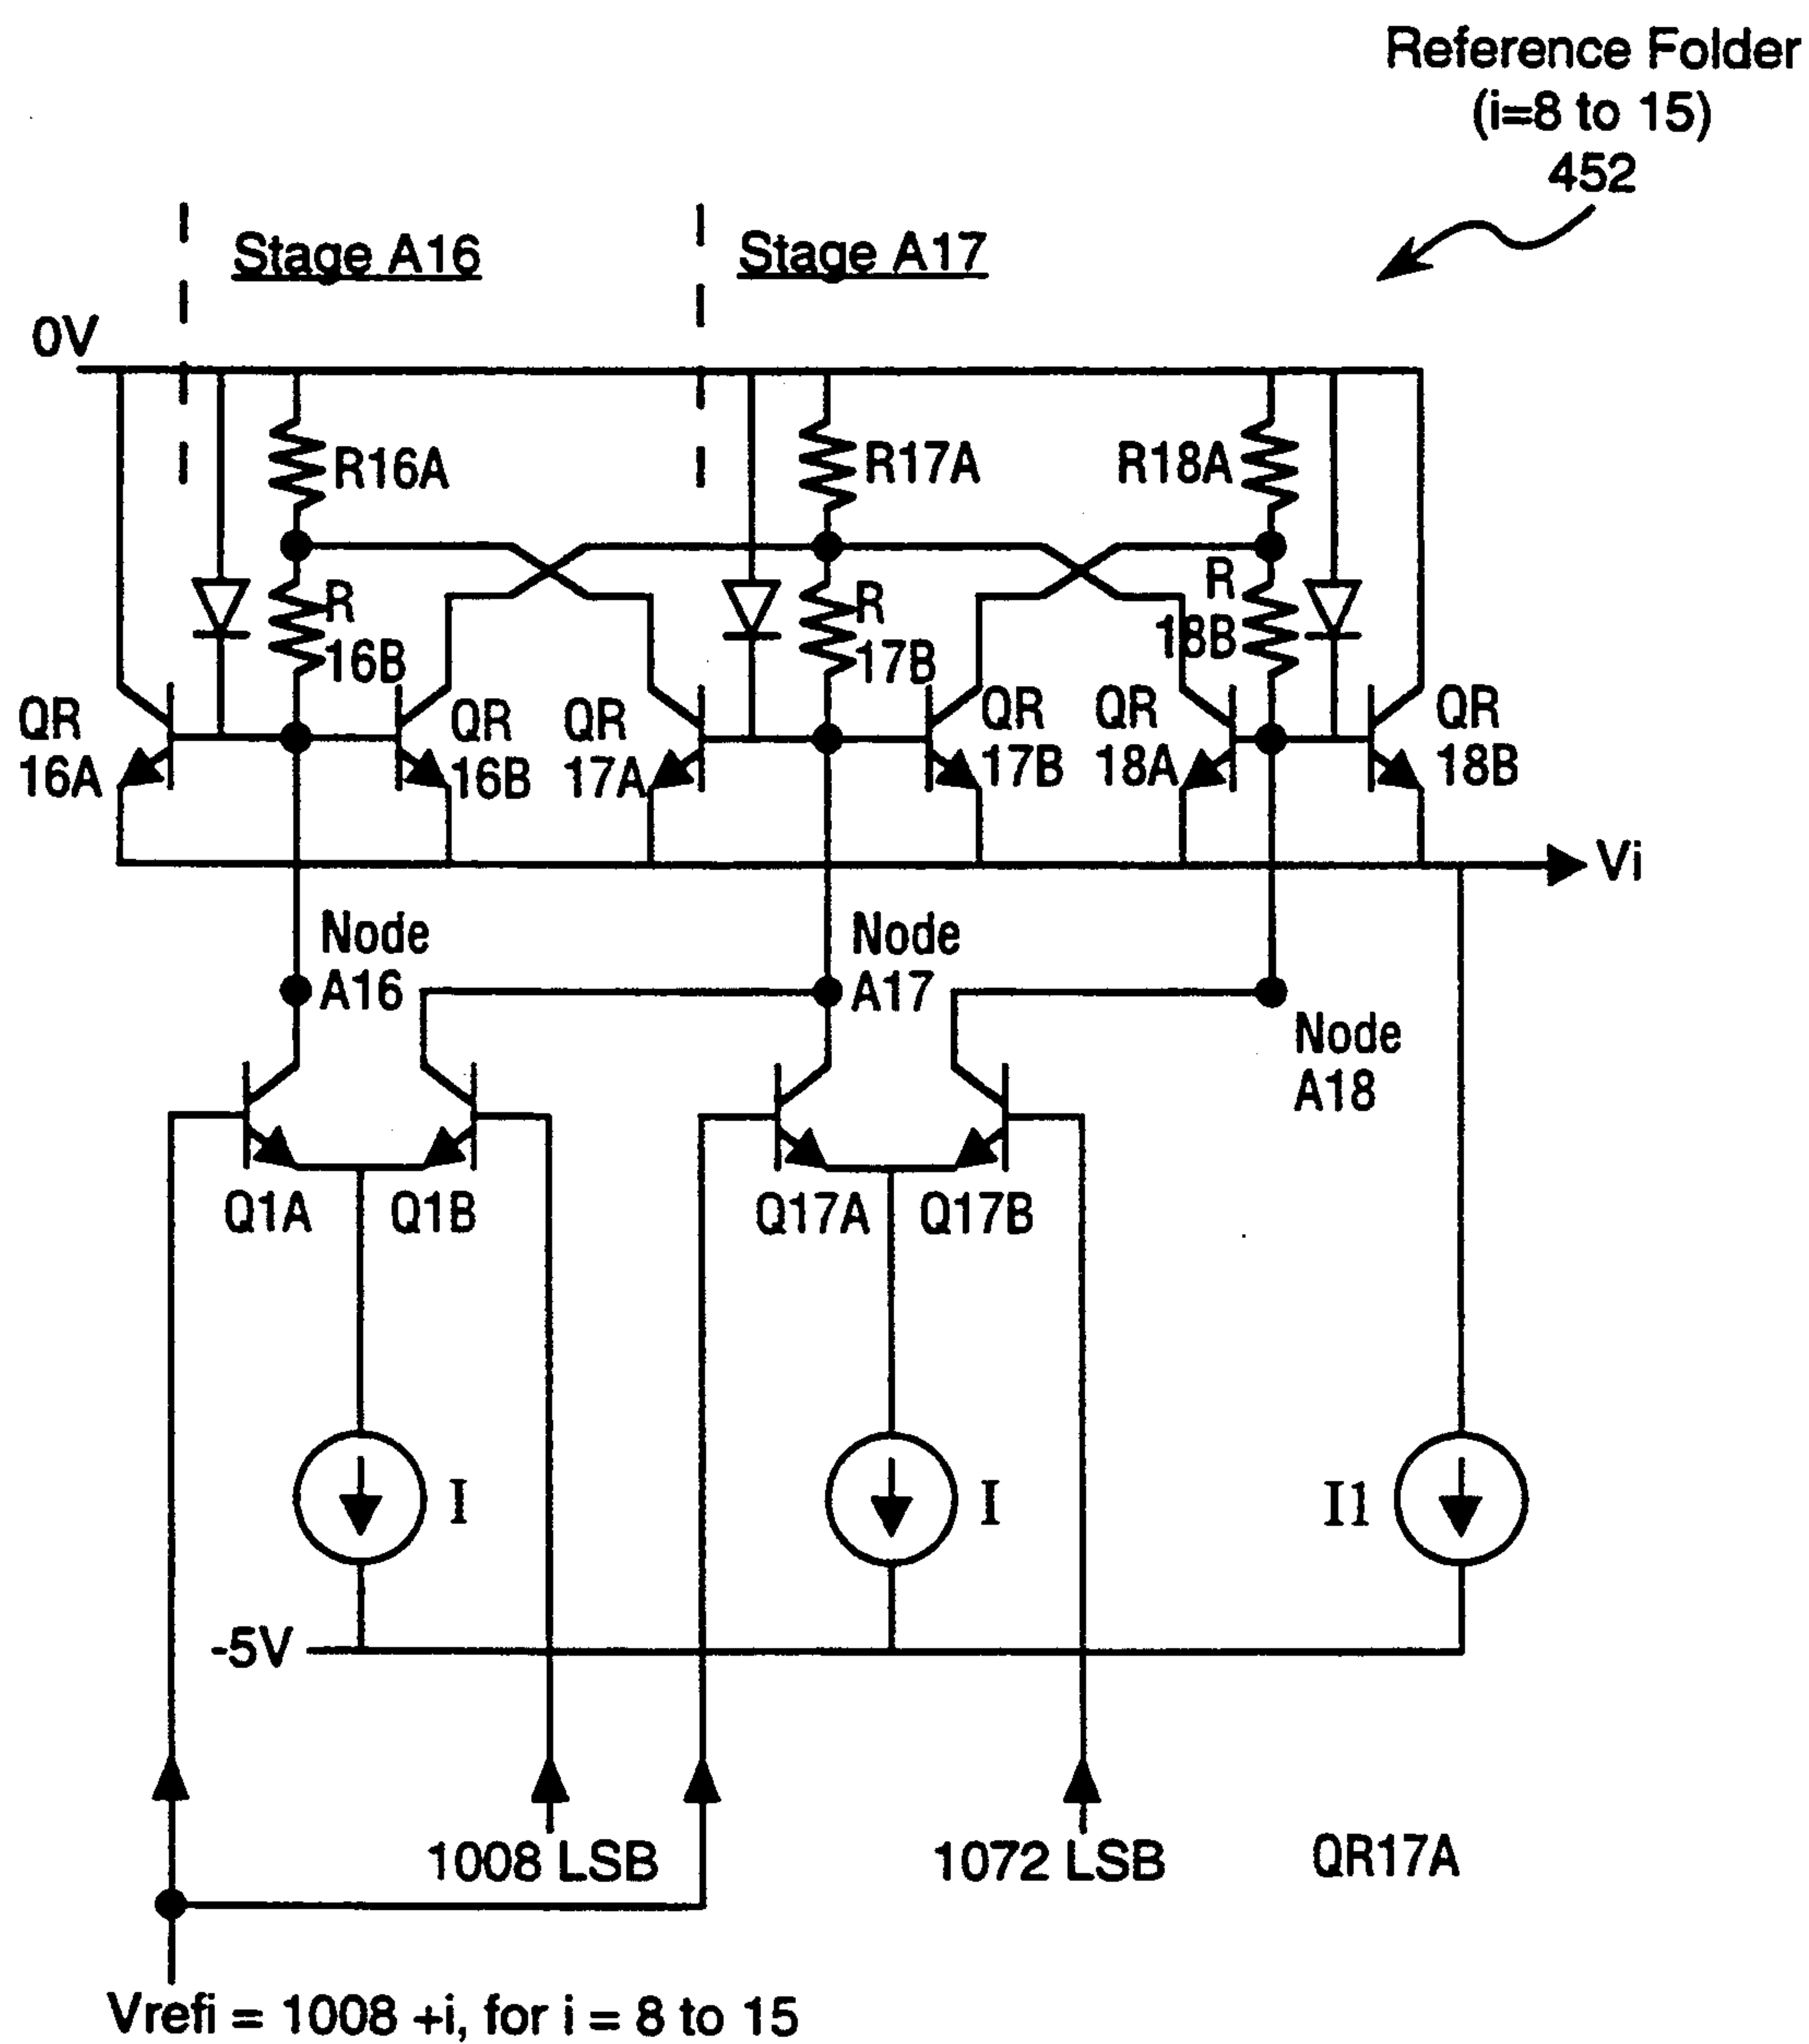 Reference Folder
(i=8 to 15)
452
Stage A16
Stage A17
0V
R16A
R17A
R18A
R
16B
R
17B
R
18B
QR
16A
QR
16B
QR
17A
QR
17B
QR
18A
QR
18B
Vi
Node
A16
Node
A17
Node
A18
Q1A
Q1B
Q17A
Q17B
I
I
I1
-5V
1008 LSB
1072 LSB
QR17A
Vrefi = 1008 +i, for i = 8 to 15